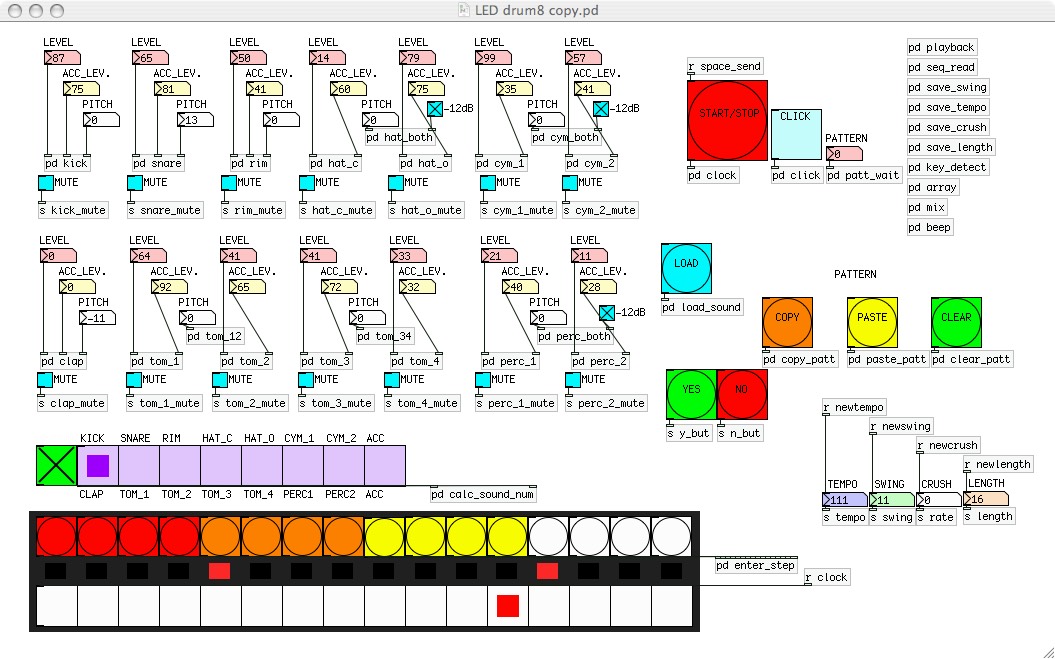 LED drum8 copy.pd
LEVEL LEVEL LEVEL LEVEL LEVEL LEVEL LEVEL
87 65 50 14 79 99 57
ACC_LEV. ACC_LEV. ACC_LEV. ACC_LEV. ACC_LEV. ACC_LEV. ACC_LEV.
75 81 41 60 75 35 41
PITCH PITCH PITCH PITCH -12dB PITCH -12dB
0 13 0 0 0
pd hat_both pd cym_both
pd kick pd snare pd rim pd hat_c pd hat_o pd cym_1 pd cym_2
MUTE MUTE MUTE MUTE MUTE MUTE MUTE
s kick_mute s snare_mute s rim_mute s hat_c_mute s hat_o_mute s cym_1_mute s cym_2_mute
r space_send
START/STOP
CLICK
PATTERN
0
pd clock pd click pd patt_wait
pd playback
pd seq_read
pd save_swing
pd save_tempo
pd save_crush
pd save_length
pd key_detect
pd array
pd mix
pd beep
LEVEL LEVEL LEVEL LEVEL LEVEL LEVEL LEVEL
0 64 41 41 33 21 11
ACC_LEV. ACC_LEV. ACC_LEV. ACC_LEV. ACC_LEV. ACC_LEV. ACC_LEV.
0 92 65 72 32 40 28
PITCH PITCH PITCH PITCH -12dB
-11 0 0 0
pd tom_12 pd tom_34 pd perc_both
pd clap pd tom_1 pd tom_2 pd tom_3 pd tom_4 pd perc_1 pd perc_2
MUTE MUTE MUTE MUTE MUTE MUTE MUTE
s clap_mute s tom_1_mute s tom_2_mute s tom_3_mute s tom_4_mute s perc_1_mute s perc_2_mute
LOAD
pd load_sound
PATTERN
COPY PASTE CLEAR
pd copy_patt pd paste_patt pd clear_patt
YES NO
s y_but s n_but
r newtempo
r newswing
r newcrush
r newlength
TEMPO SWING CRUSH LENGTH
111 11 0 16
s tempo s swing s rate s length
KICK SNARE RIM HAT_C HAT_O CYM_1 CYM_2 ACC
CLAP TOM_1 TOM_2 TOM_3 TOM_4 PERC1 PERC2 ACC
pd calc_sound_num
pd enter_step
r clock